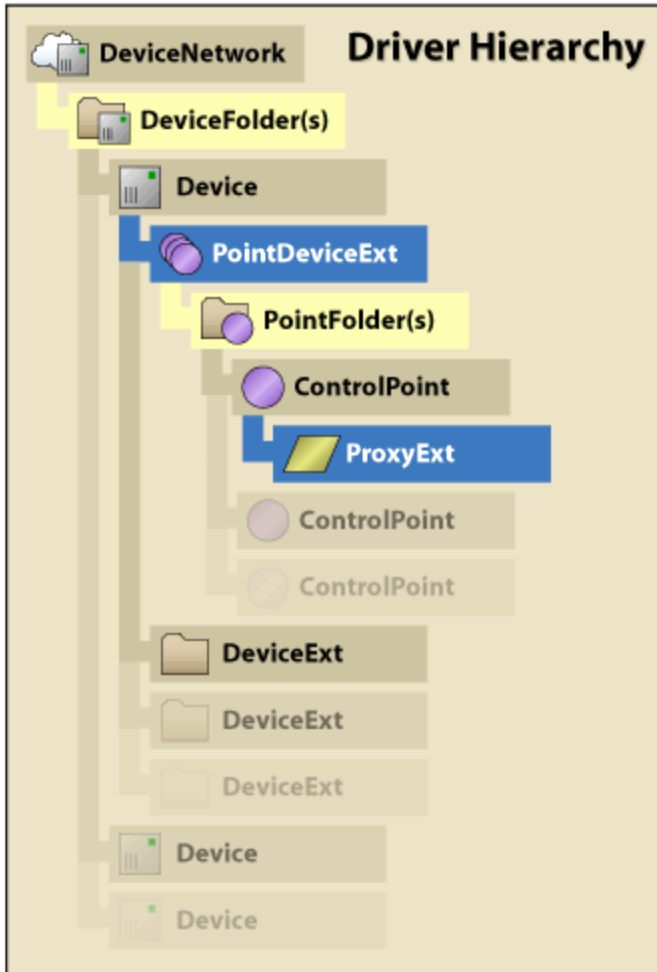 Driver Hierarchy
DeviceNetwork
DeviceFolder(s)
Device
PointDeviceExt
PointFolder(s)
ControlPoint
ProxyExt
ControlPoint
ControlPoint
DeviceExt
DeviceExt
DeviceExt
Device
Device